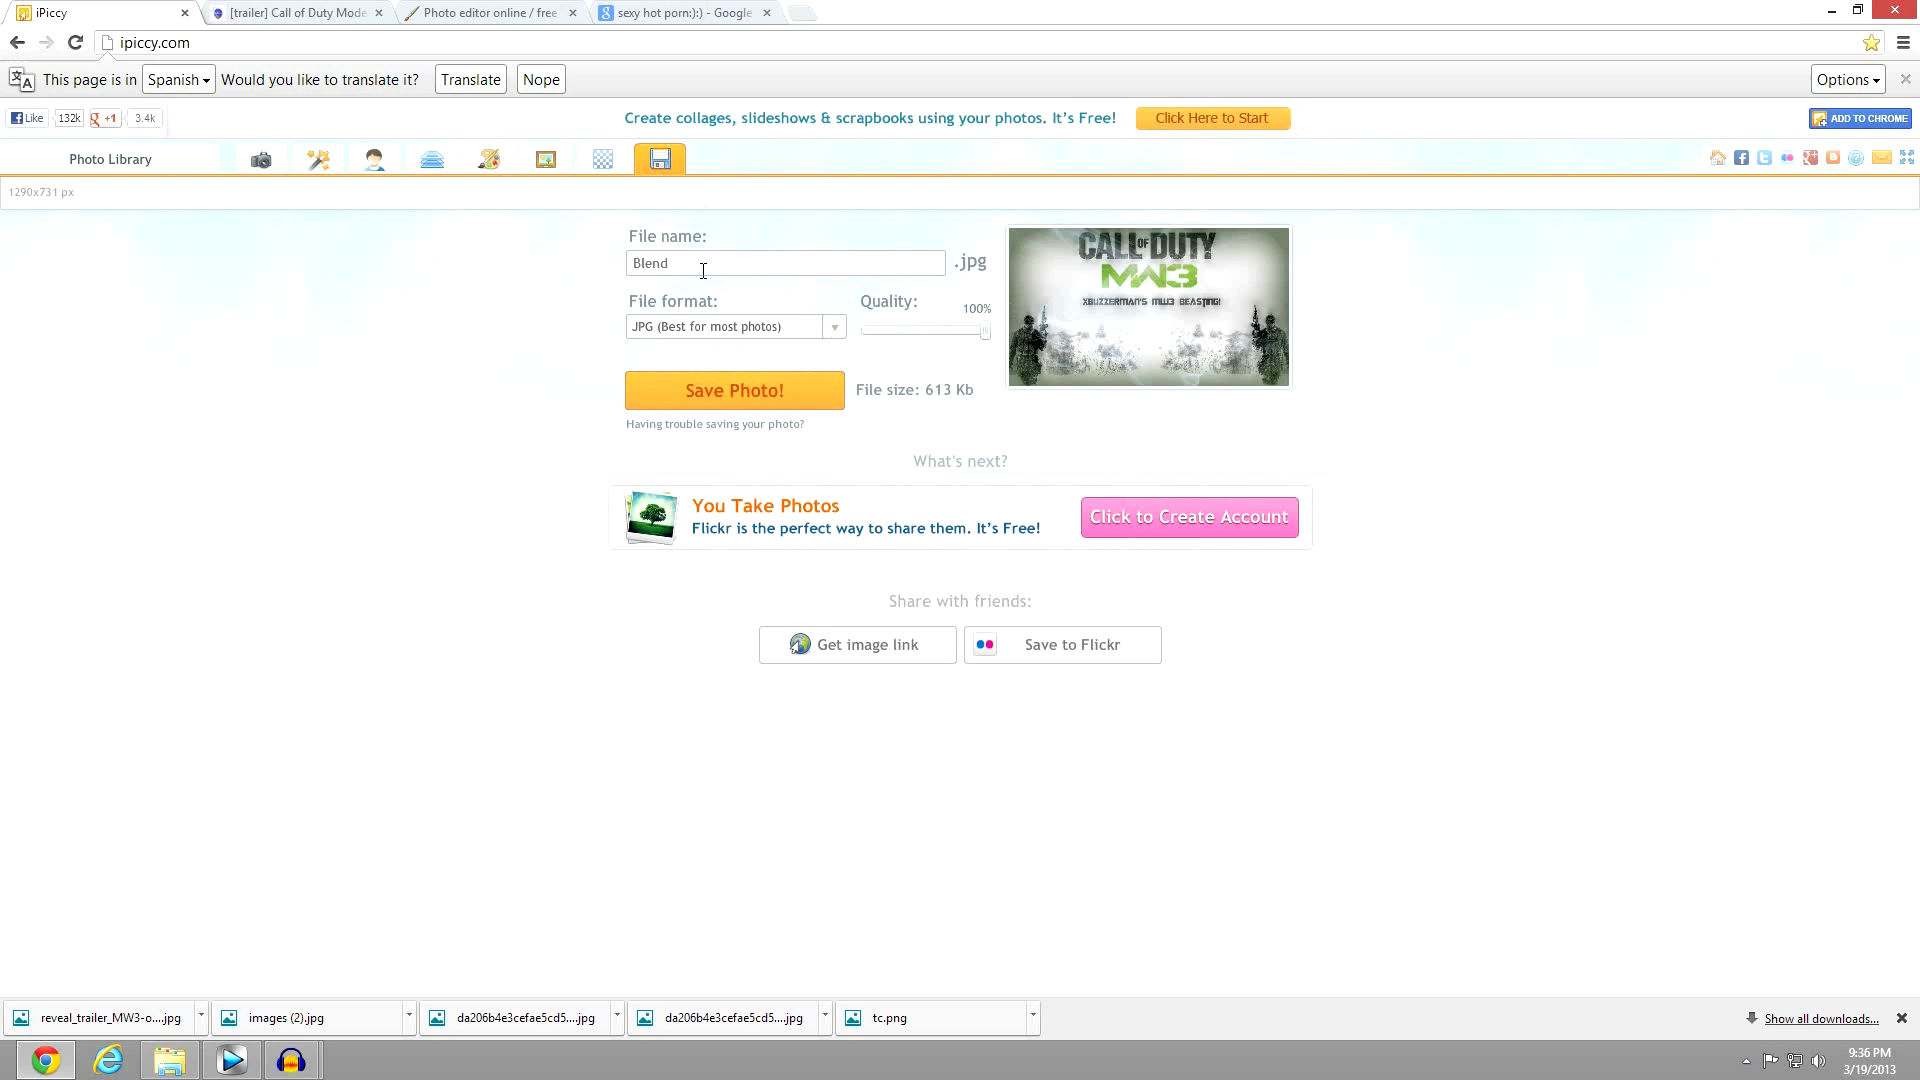 iPiccy
[trailer] Call of Duty Mode
Photo editor online / free
sexy hot porn:):) - Google
ipiccy.com
This page is in Spanish Would you like to translate it? Translate Nope Options
Like 132k +1 3.4k
Create collages, slideshows & scrapbooks using your photos. It's Free! Click Here to Start
ADD TO CHROME
Photo Library
1290x731 px
File name:
Blend .jpg
File format: Quality: 100%
JPG (Best for most photos)
Save Photo! File size: 613 Kb
Having trouble saving your photo?
CALL OF DUTY
MW3
XBUZZERMAN'S MW3 BEASTING!
What's next?
You Take Photos
Flickr is the perfect way to share them. It's Free!
Click to Create Account
Share with friends:
Get image link Save to Flickr
reveal_trailer_MW3-o....jpg images (2).jpg da206b4e3cefae5cd5....jpg da206b4e3cefae5cd5....jpg tc.png Show all downloads...
9:36 PM
3/19/2013